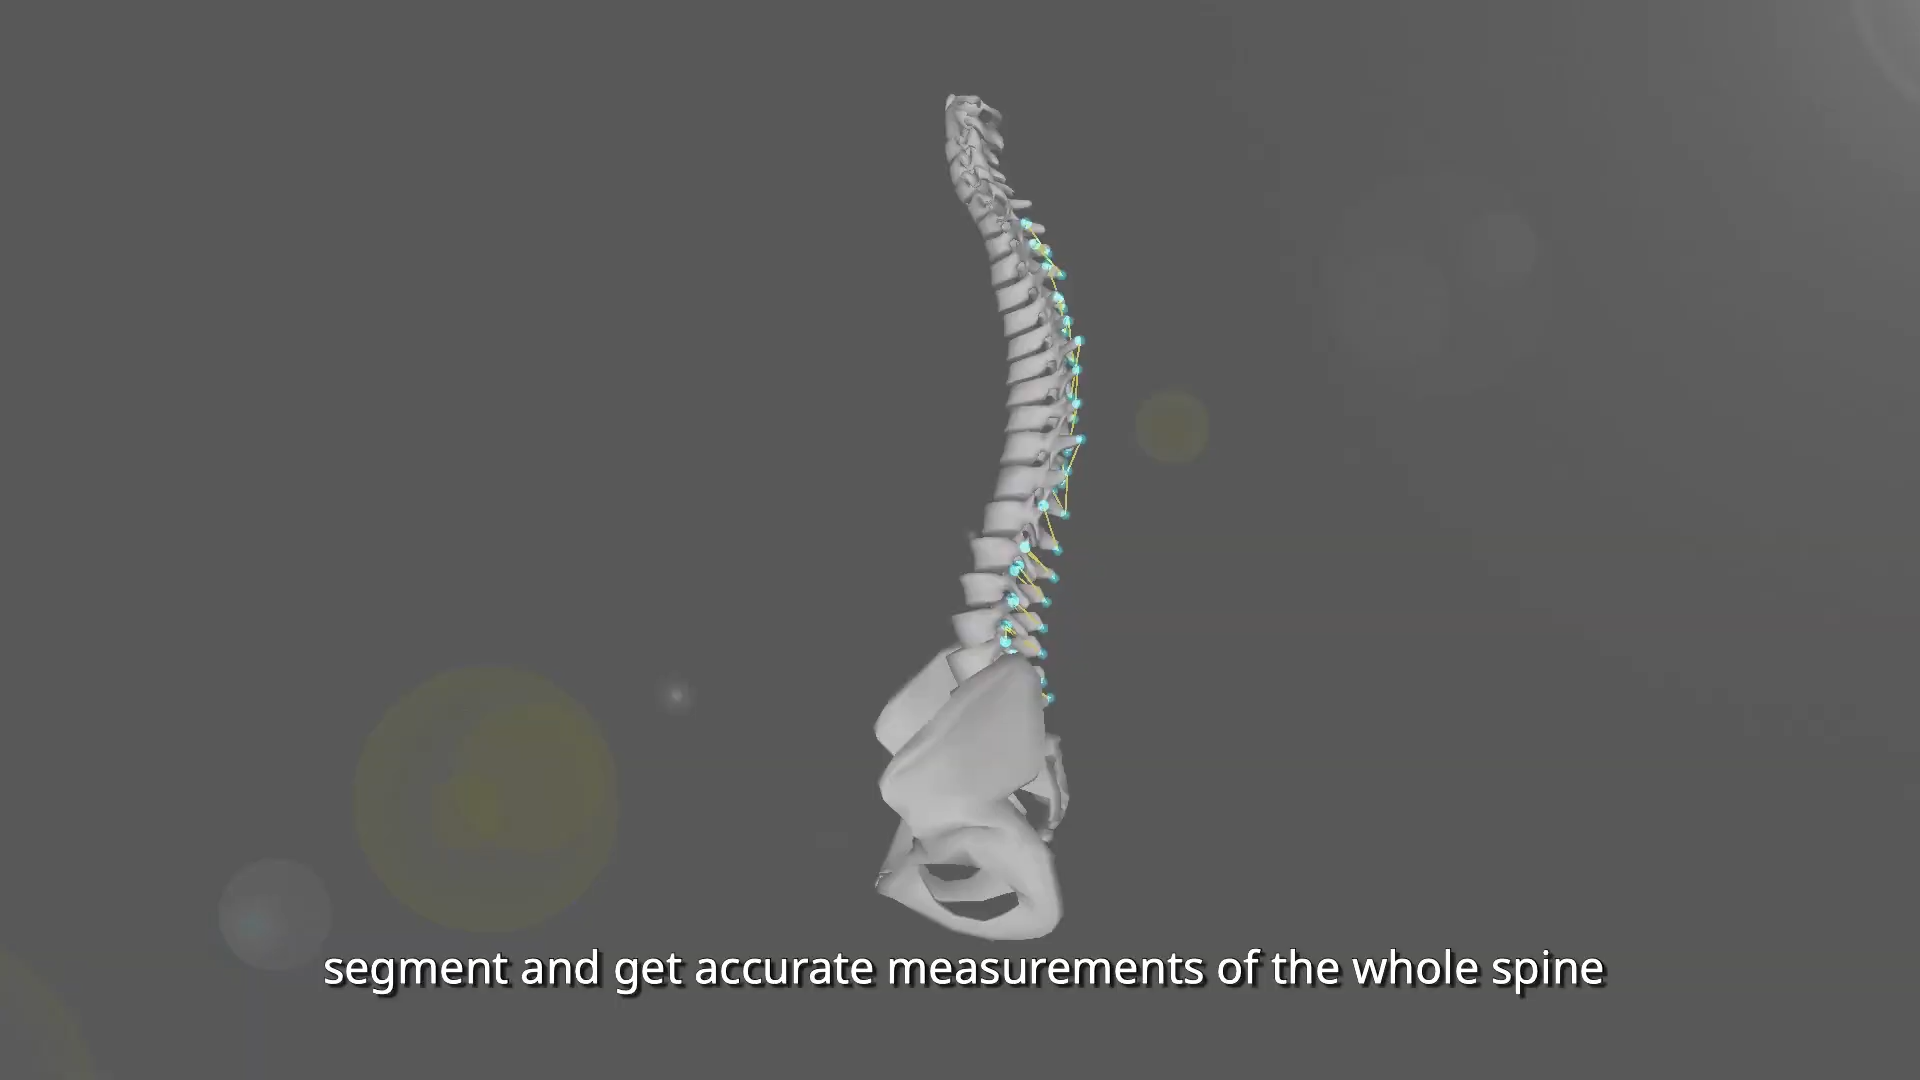 segment and get accurate measurements of the whole spine